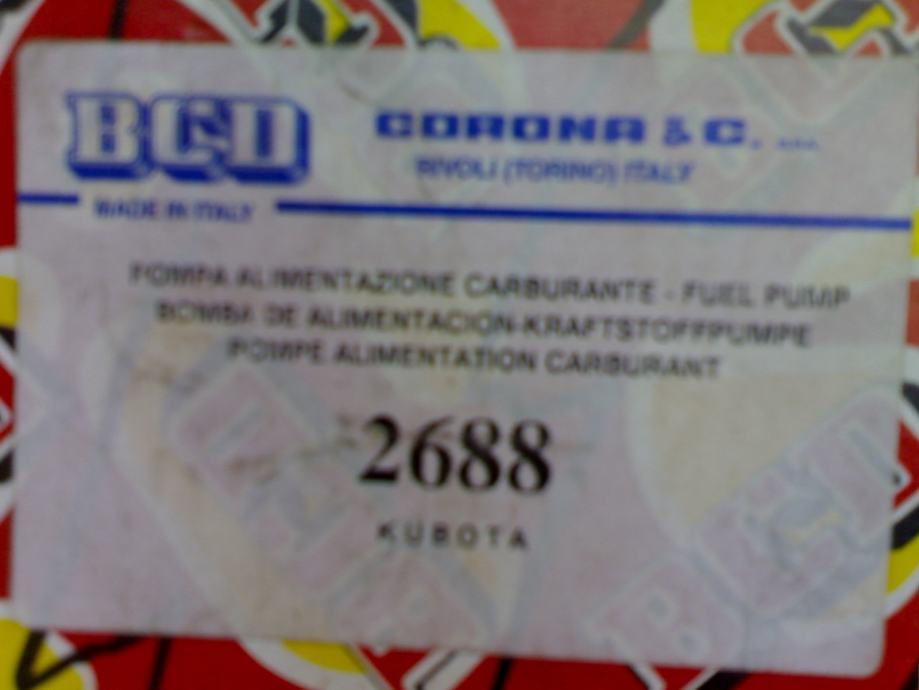 BCD
CORONA & C.
RIVOLI (TORINO) ITALY
MADE IN ITALY
POMPA ALIMENTAZIONE CARBURANTE - FUEL PUMP
BOMBA DE ALIMENTACION-KRAFTSTOFFPUMPE
POMPE ALIMENTATION CARBURANT
2688
KUBOTA